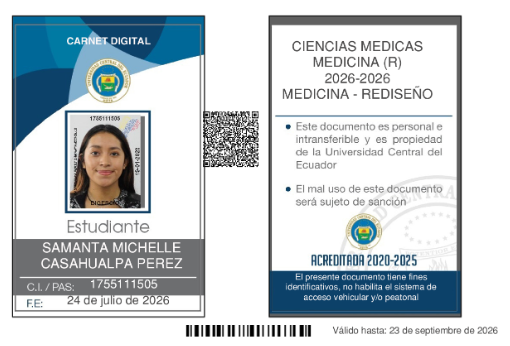 CARNET DIGITAL
1755111505
Estudiante
SAMANTA MICHELLE
CASAHUALPA PEREZ
C.I. / PAS: 1755111505
F.E: 24 de julio de 2026
CIENCIAS MEDICAS
MEDICINA (R)
2026-2026
MEDICINA - REDISEÑO
• Este documento es personal e
intransferible y es propiedad
de la Universidad Central del
Ecuador
• El mal uso de este documento
será sujeto de sanción
ACREDITADA 2020-2025
El presente documento tiene fines
identificativos, no habilita el sistema de
acceso vehicular y/o peatonal
Válido hasta: 23 de septiembre de 2026